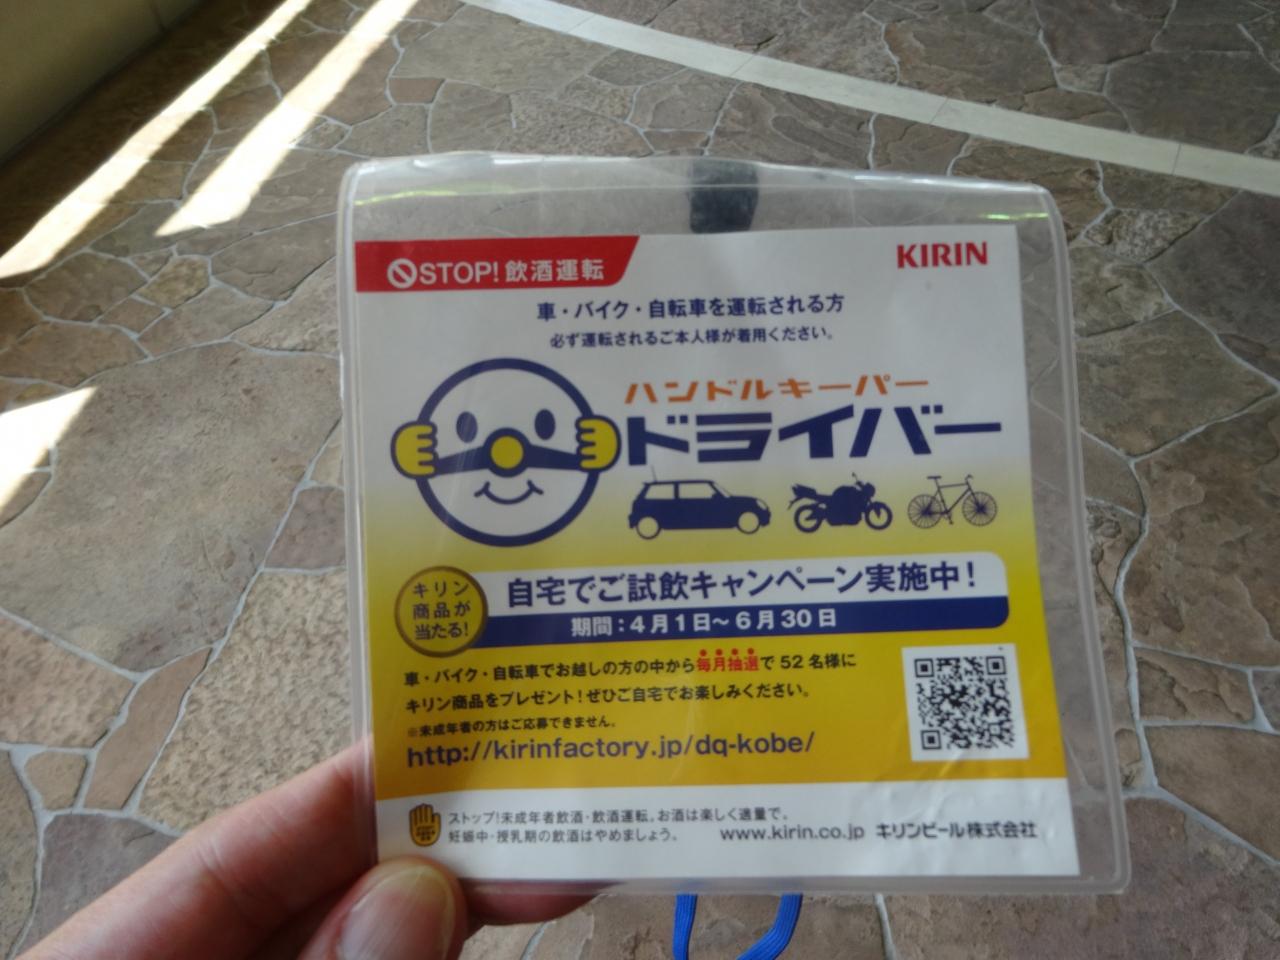 STOP! 飲酒運転
KIRIN
車・バイク・自転車を運転される方
必ず運転されるご本人様が着用ください。
ハンドルキーパー
ドライバー
キリン
商品が
当たる!
自宅でご試飲キャンペーン実施中!
期間:4月1日〜6月30日
車・バイク・自転車でお越しの方の中から毎月抽選で52名様に
キリン商品をプレゼント!ぜひご自宅でお楽しみください。
※未成年者の方はご応募できません。
http://kirinfactory.jp/dq-kobe/
ストップ!未成年者飲酒・飲酒運転。お酒は楽しく適量で。
妊娠中・授乳期の飲酒はやめましょう。
www.kirin.co.jp キリンビール株式会社